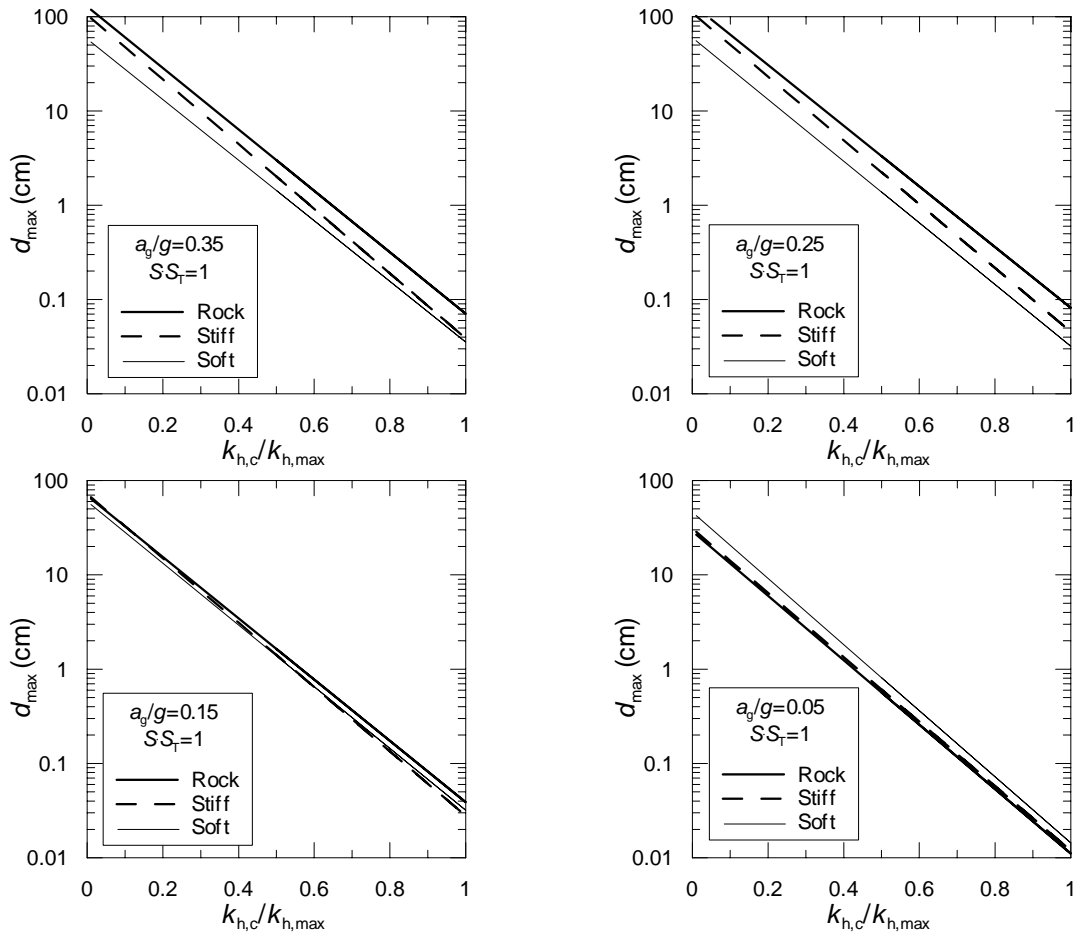 100
10
1
0.1
0.01
d_max (cm)
a_g/g=0.35
S·S_T=1
Rock
Stiff
Soft
0 0.2 0.4 0.6 0.8 1
k_h,c/k_h,max
100
10
1
0.1
0.01
d_max (cm)
a_g/g=0.25
S·S_T=1
Rock
Stiff
Soft
0 0.2 0.4 0.6 0.8 1
k_h,c/k_h,max
100
10
1
0.1
0.01
d_max (cm)
a_g/g=0.15
S·S_T=1
Rock
Stiff
Soft
0 0.2 0.4 0.6 0.8 1
k_h,c/k_h,max
100
10
1
0.1
0.01
d_max (cm)
a_g/g=0.05
S·S_T=1
Rock
Stiff
Soft
0 0.2 0.4 0.6 0.8 1
k_h,c/k_h,max